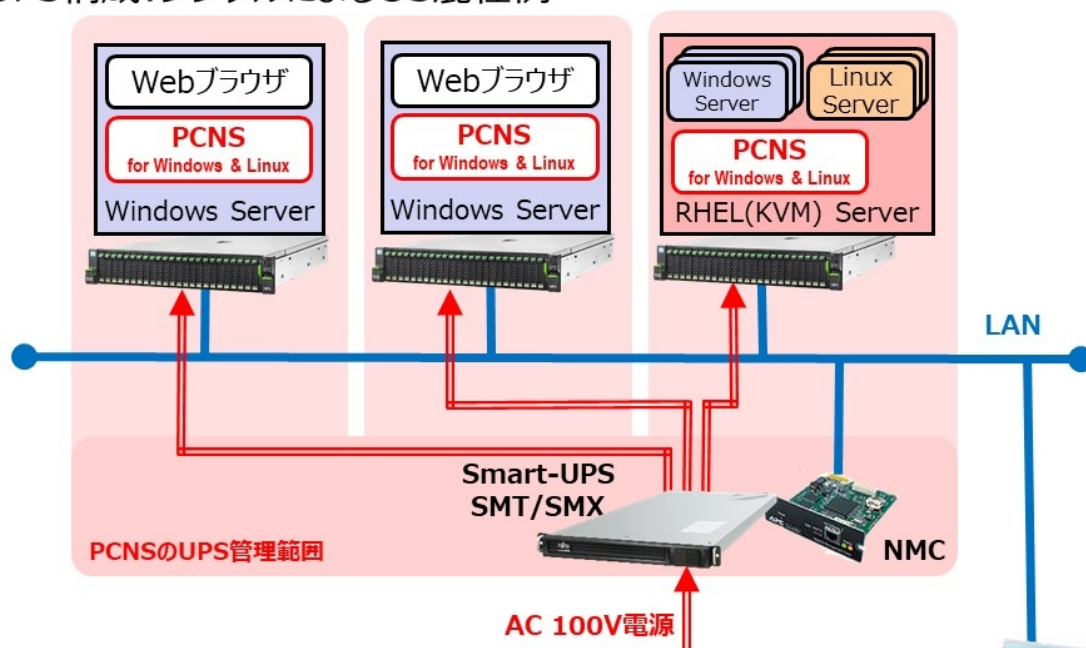 Webブラウザ
PCNS
for Windows & Linux
Windows Server
Webブラウザ
PCNS
for Windows & Linux
Windows Server
Windows
Server
Linux
Server
PCNS
for Windows & Linux
RHEL(KVM) Server
LAN
Smart-UPS
SMT/SMX
NMC
PCNSのUPS管理範囲
AC 100V電源